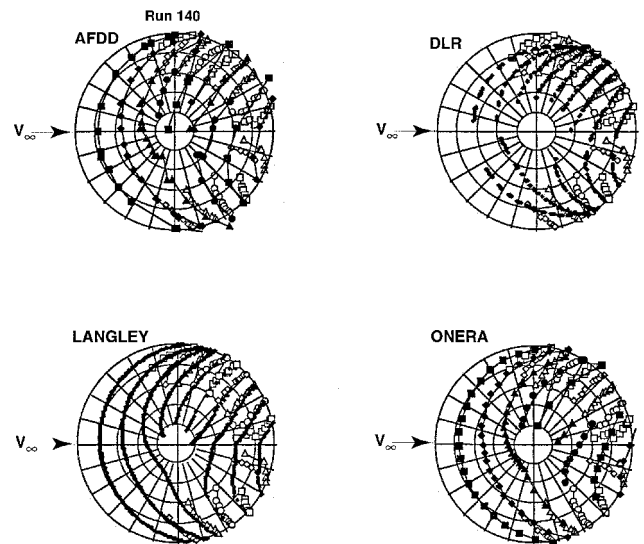 Run 140
AFDD
DLR
V∞
V∞
LANGLEY
ONERA
V∞
V∞